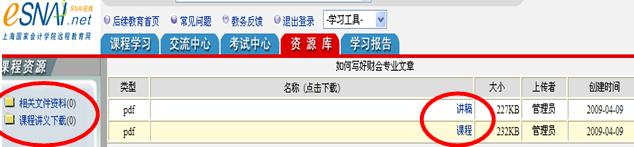 eSNAI.net
SNAI在线
上海国家会计学院远程教育网
后续教育首页 常见问题 教务反馈 退出登录 -学习工具-
课程学习 交流中心 考试中心 资源库 学习报告
课程资源
相关文件资料(0)
课程讲义下载(0)
如何写好财会专业文章
类型 名称 (点击下载) 大小 上传者 创建时间
pdf 讲稿 227KB 管理员 2009-04-09
pdf 课程 232KB 管理员 2009-04-09